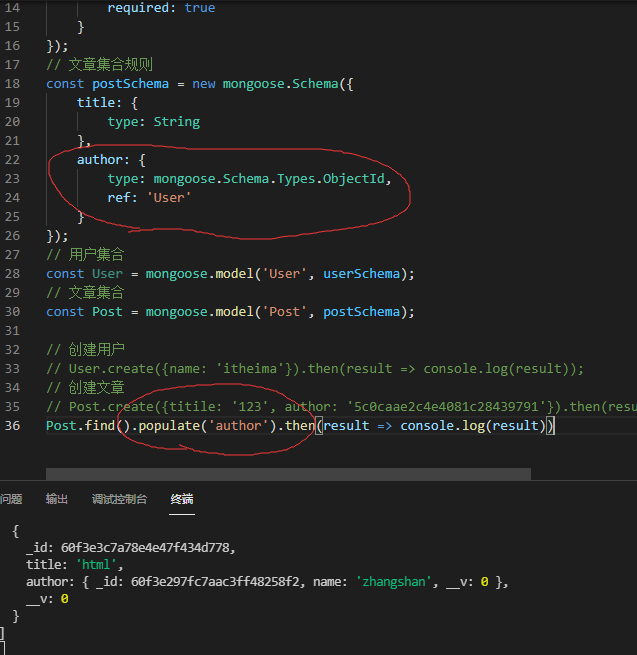 14 required: true
15 }
16 });
17 // 文章集合规则
18 const postSchema = new mongoose.Schema({
19 title: {
20 type: String
21 },
22 author: {
23 type: mongoose.Schema.Types.ObjectId,
24 ref: 'User'
25 }
26 });
27 // 用户集合
28 const User = mongoose.model('User', userSchema);
29 // 文章集合
30 const Post = mongoose.model('Post', postSchema);
31
32 // 创建用户
33 // User.create({name: 'itheima'}).then(result => console.log(result));
34 // 创建文章
35 // Post.create({titile: '123', author: '5c0caae2c4e4081c28439791'}).then(resu
36 Post.find().populate('author').then(result => console.log(result))
问题 输出 调试控制台 终端
{
_id: 60f3e3c7a78e4e47f434d778,
title: 'html',
author: { _id: 60f3e297fc7aac3ff48258f2, name: 'zhangshan', __v: 0 },
__v: 0
}
]